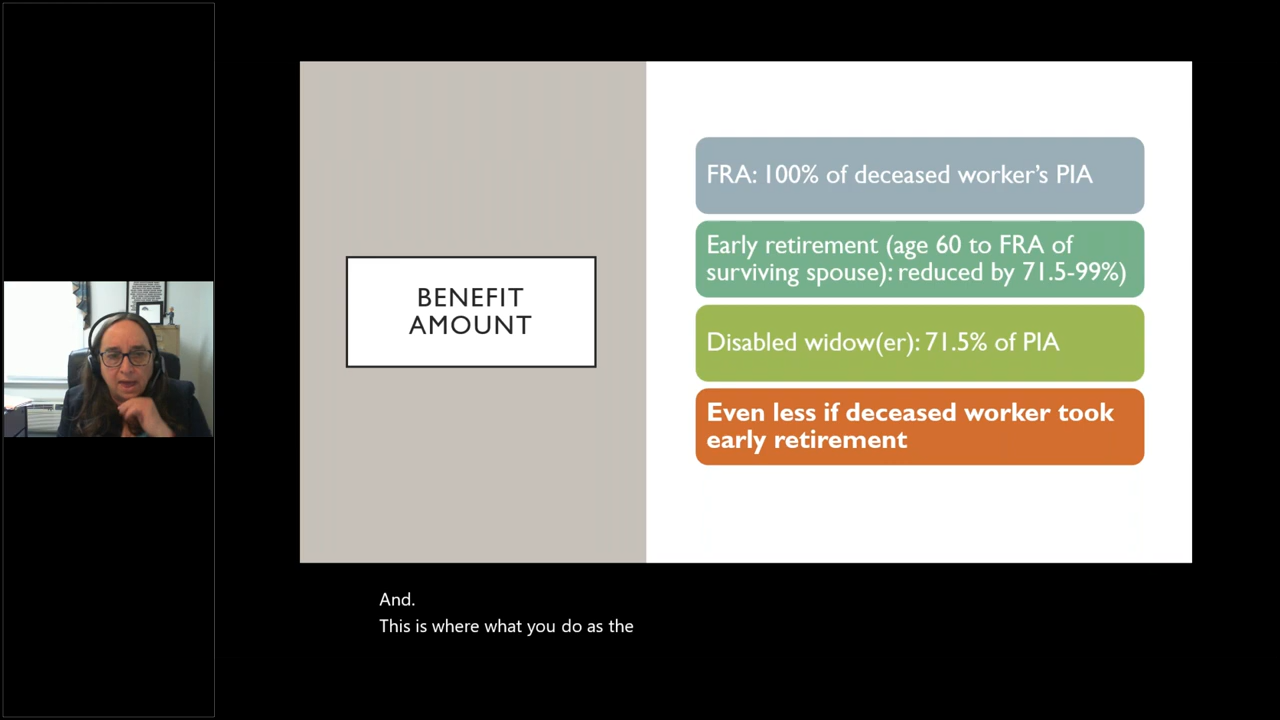 BENEFIT
AMOUNT
FRA: 100% of deceased worker’s PIA
Early retirement (age 60 to FRA of
surviving spouse): reduced by 71.5-99%)
Disabled widow(er): 71.5% of PIA
Even less if deceased worker took
early retirement
And.
This is where what you do as the